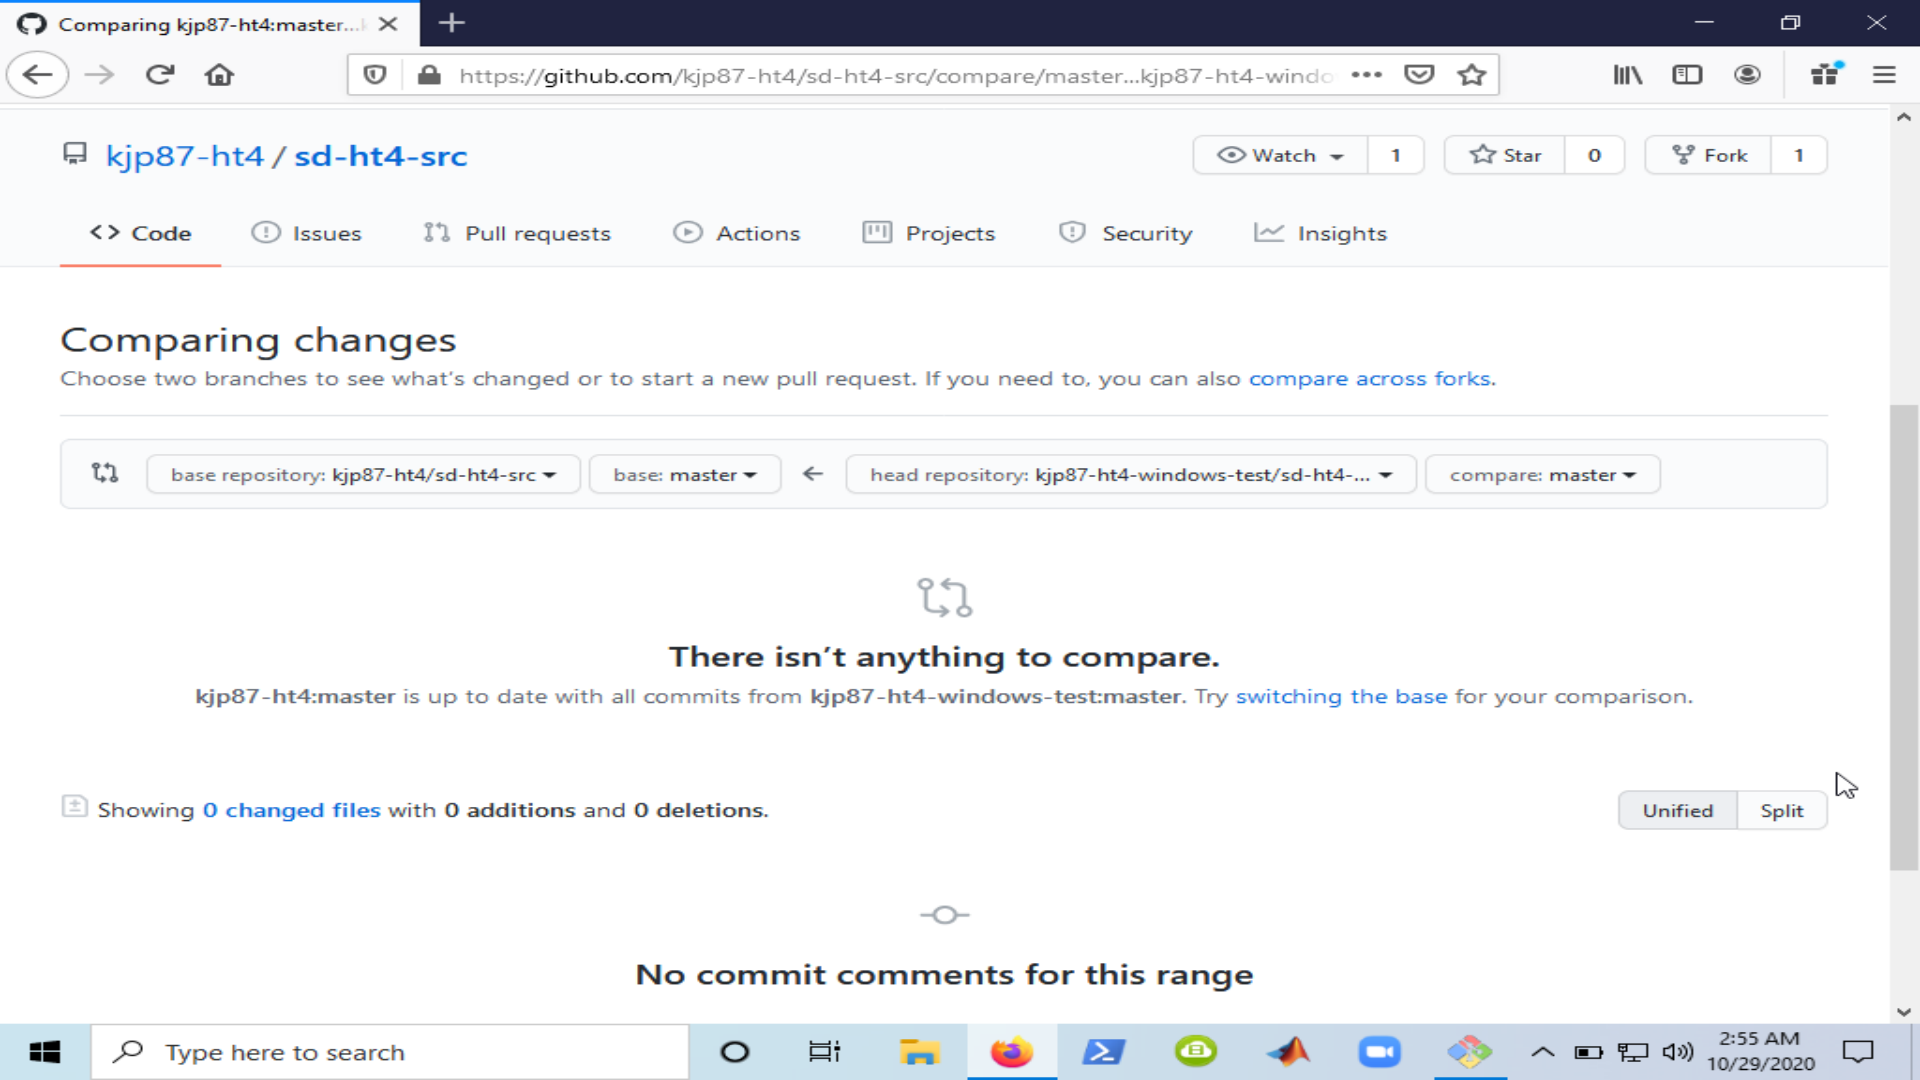 Comparing kjp87-ht4:master...
https://github.com/kjp87-ht4/sd-ht4-src/compare/master...kjp87-ht4-windo
kjp87-ht4 / sd-ht4-src
Watch 1 Star 0 Fork 1
Code Issues Pull requests Actions Projects Security Insights
Comparing changes
Choose two branches to see what's changed or to start a new pull request. If you need to, you can also compare across forks.
base repository: kjp87-ht4/sd-ht4-src base: master head repository: kjp87-ht4-windows-test/sd-ht4-... compare: master
There isn't anything to compare.
kjp87-ht4:master is up to date with all commits from kjp87-ht4-windows-test:master. Try switching the base for your comparison.
Showing 0 changed files with 0 additions and 0 deletions.
Unified Split
No commit comments for this range
Type here to search
2:55 AM
10/29/2020